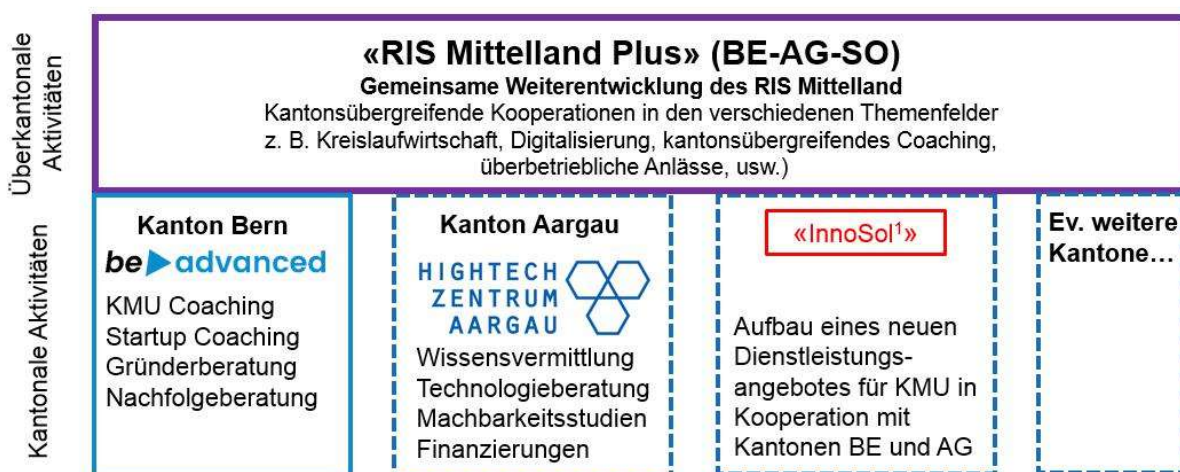 Überkantonale
Aktivitäten
«RIS Mittelland Plus» (BE-AG-SO)
Gemeinsame Weiterentwicklung des RIS Mittelland
Kantonsübergreifende Kooperationen in den verschiedenen Themenfelder
z. B. Kreislaufwirtschaft, Digitalisierung, kantonsübergreifendes Coaching,
überbetriebliche Anlässe, usw.)
Kantonale Aktivitäten
Kanton Bern
be advanced
KMU Coaching
Startup Coaching
Gründerberatung
Nachfolgeberatung
Kanton Aargau
HIGHTECH
ZENTRUM
AARGAU
Wissensvermittlung
Technologieberatung
Machbarkeitsstudien
Finanzierungen
«InnoSol¹»
Aufbau eines neuen
Dienstleistungs-
angebotes für KMU in
Kooperation mit
Kantonen BE und AG
Ev. weitere
Kantone…